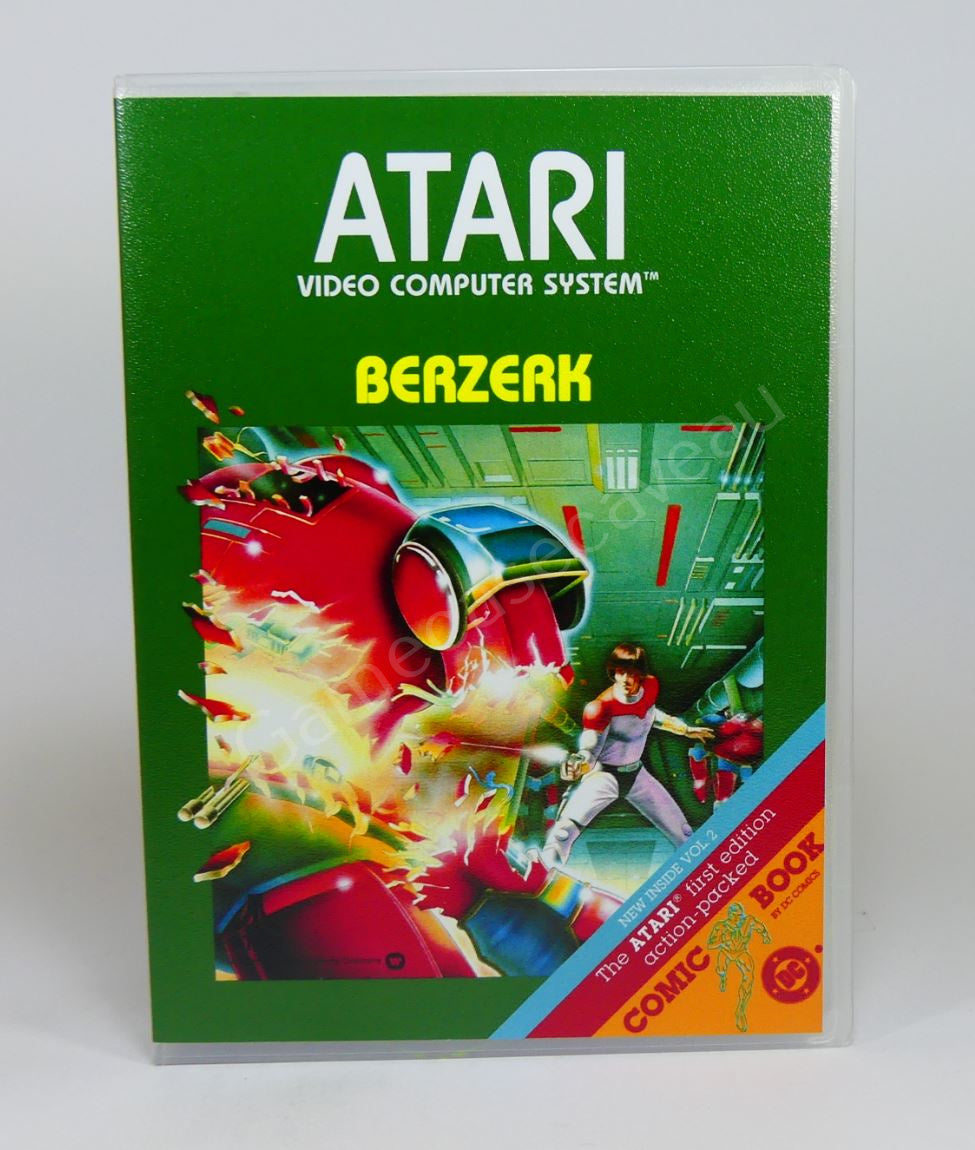 ATARI
VIDEO COMPUTER SYSTEM™
BERZERK
Gamecasecaveau
NEW INSIDE VOL.2
The ATARI® first edition
action-packed
COMIC BOOK
BY DC COMICS
DC
W